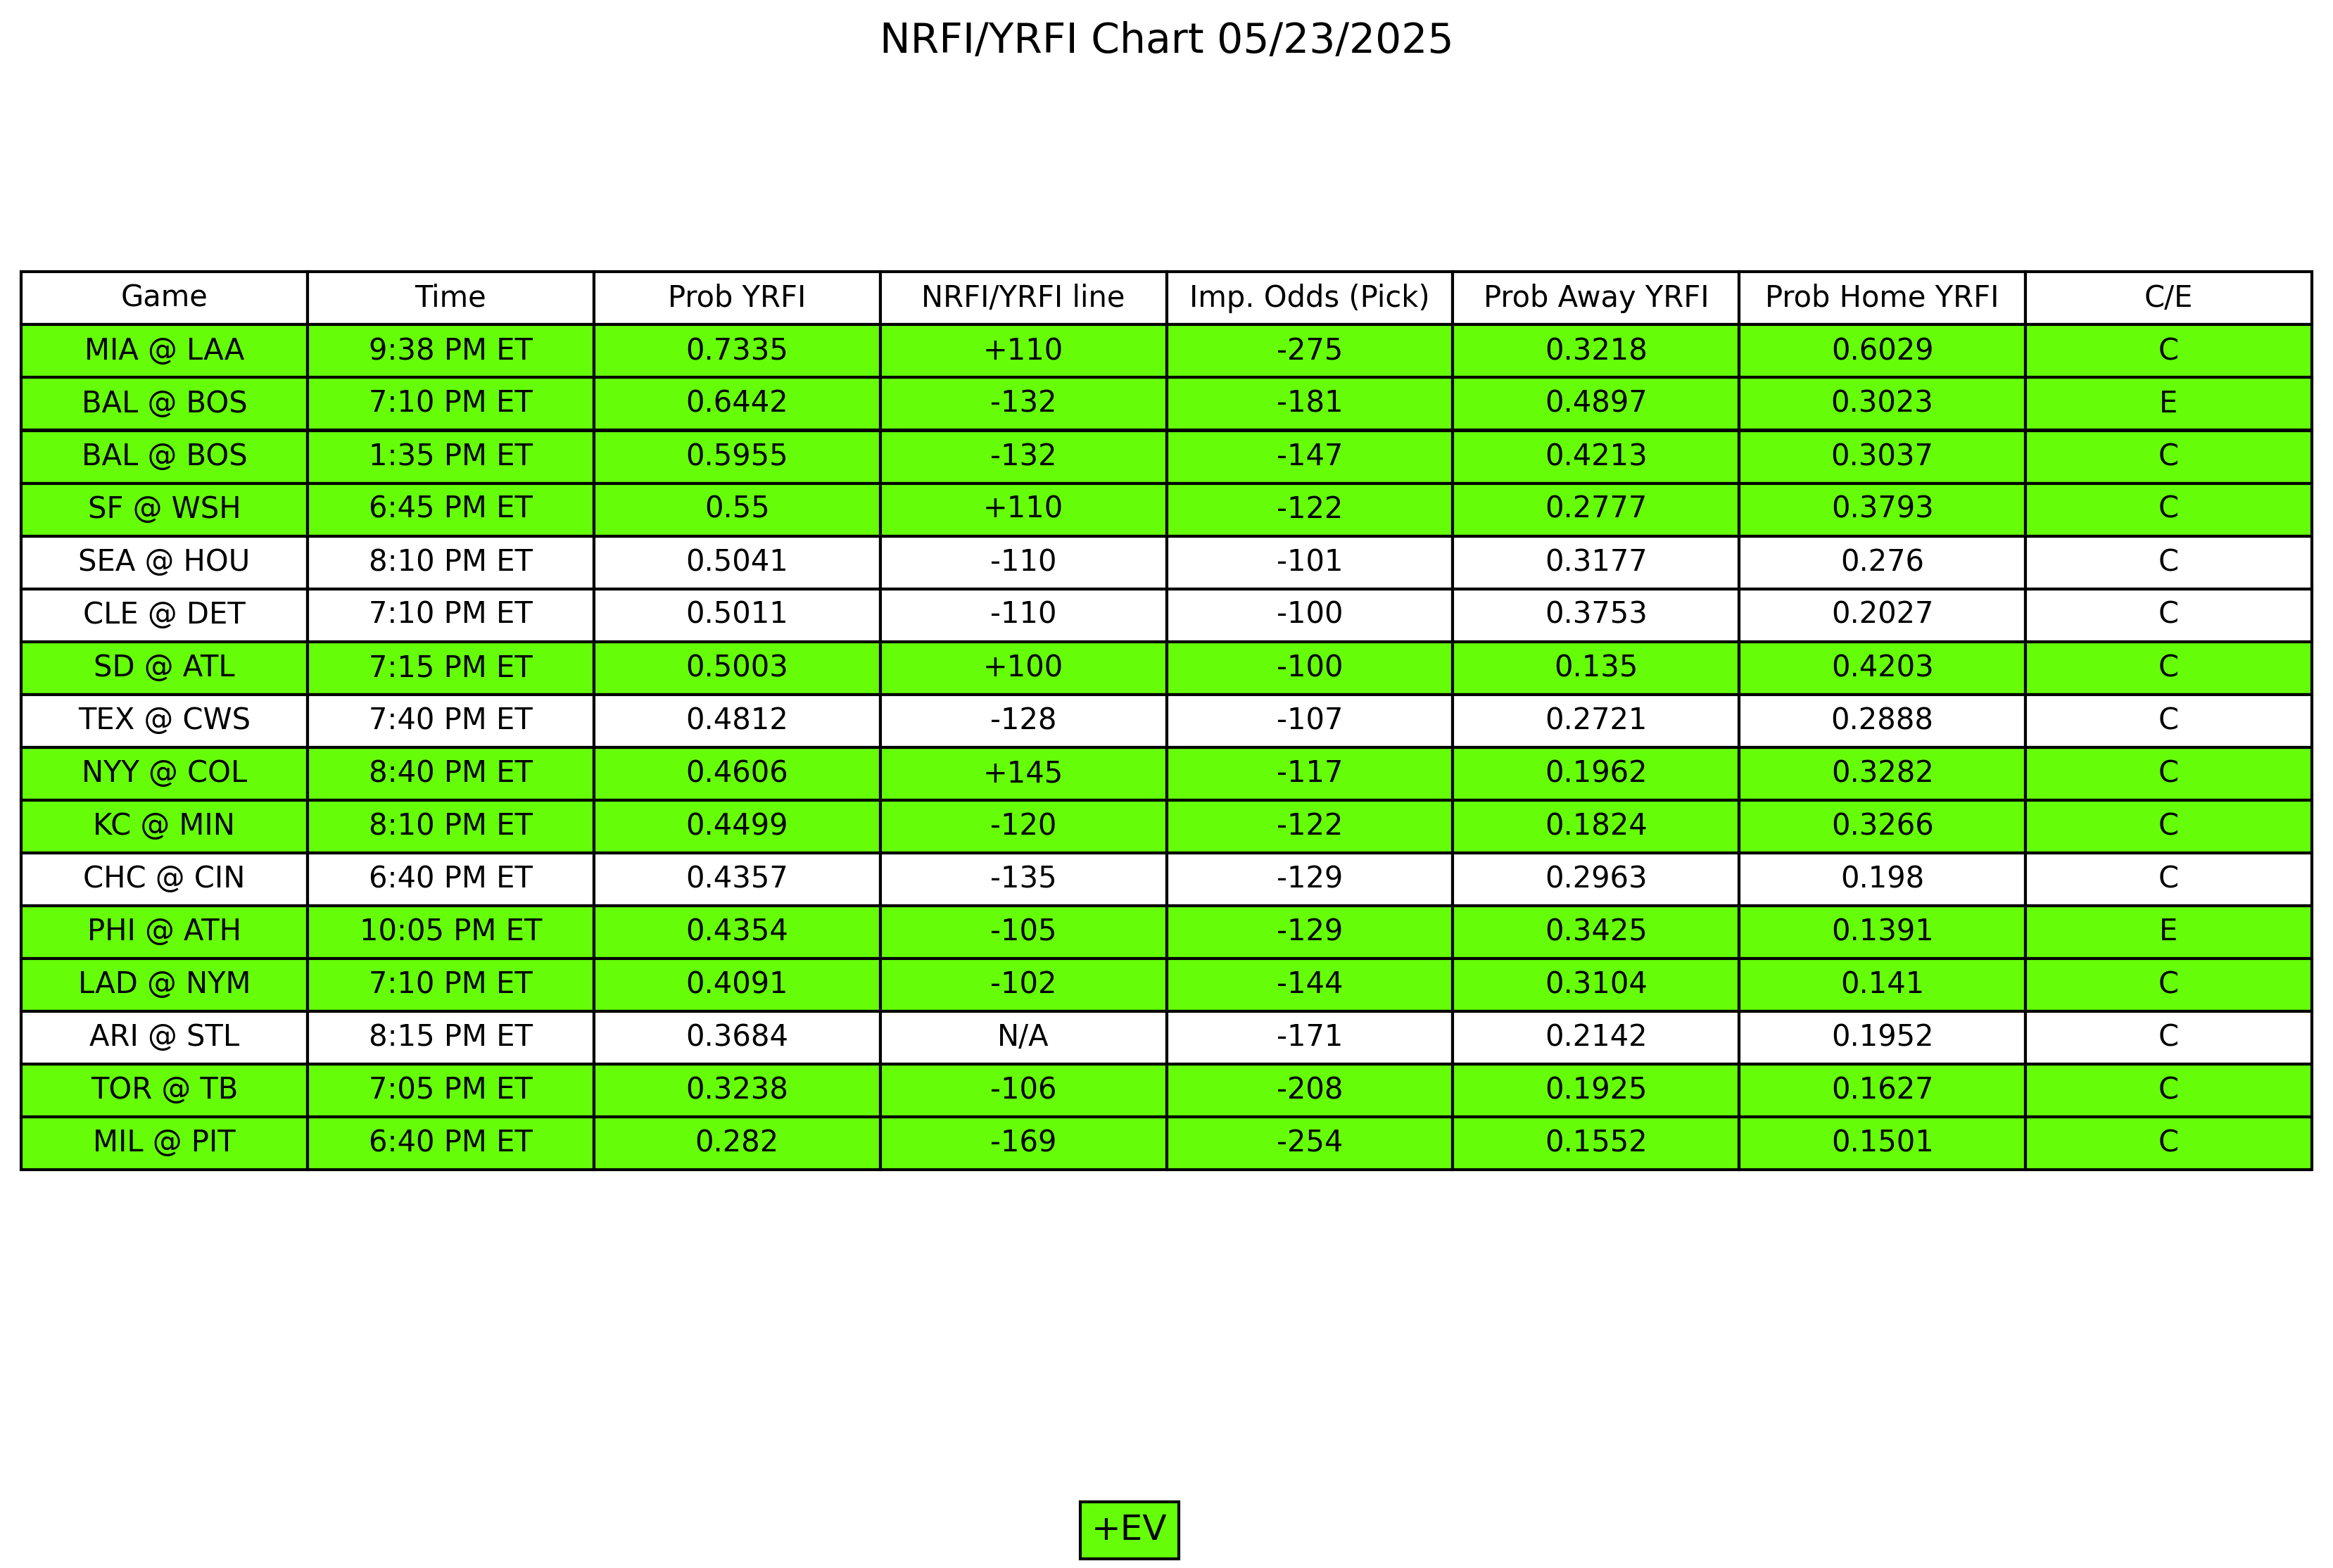 NRFI/YRFI Chart 05/23/2025
Game Time Prob YRFI NRFI/YRFI line Imp. Odds (Pick) Prob Away YRFI Prob Home YRFI C/E
MIA @ LAA 9:38 PM ET 0.7335 +110 -275 0.3218 0.6029 C
BAL @ BOS 7:10 PM ET 0.6442 -132 -181 0.4897 0.3023 E
BAL @ BOS 1:35 PM ET 0.5955 -132 -147 0.4213 0.3037 C
SF @ WSH 6:45 PM ET 0.55 +110 -122 0.2777 0.3793 C
SEA @ HOU 8:10 PM ET 0.5041 -110 -101 0.3177 0.276 C
CLE @ DET 7:10 PM ET 0.5011 -110 -100 0.3753 0.2027 C
SD @ ATL 7:15 PM ET 0.5003 +100 -100 0.135 0.4203 C
TEX @ CWS 7:40 PM ET 0.4812 -128 -107 0.2721 0.2888 C
NYY @ COL 8:40 PM ET 0.4606 +145 -117 0.1962 0.3282 C
KC @ MIN 8:10 PM ET 0.4499 -120 -122 0.1824 0.3266 C
CHC @ CIN 6:40 PM ET 0.4357 -135 -129 0.2963 0.198 C
PHI @ ATH 10:05 PM ET 0.4354 -105 -129 0.3425 0.1391 E
LAD @ NYM 7:10 PM ET 0.4091 -102 -144 0.3104 0.141 C
ARI @ STL 8:15 PM ET 0.3684 N/A -171 0.2142 0.1952 C
TOR @ TB 7:05 PM ET 0.3238 -106 -208 0.1925 0.1627 C
MIL @ PIT 6:40 PM ET 0.282 -169 -254 0.1552 0.1501 C
+EV